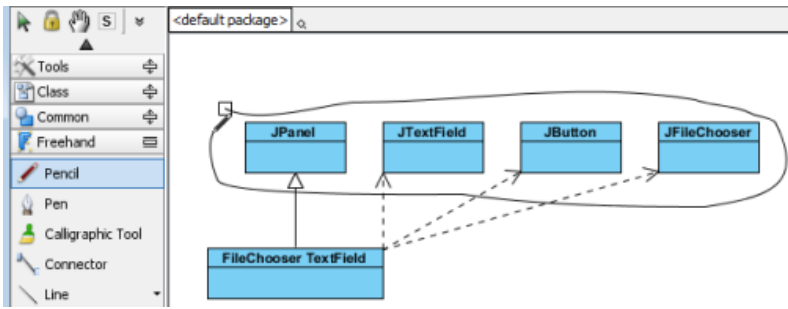 S
<default package>
Tools
Class
Common
Freehand
Pencil
Pen
Calligraphic Tool
Connector
Line
JPanel
JTextField
JButton
JFileChooser
FileChooser TextField